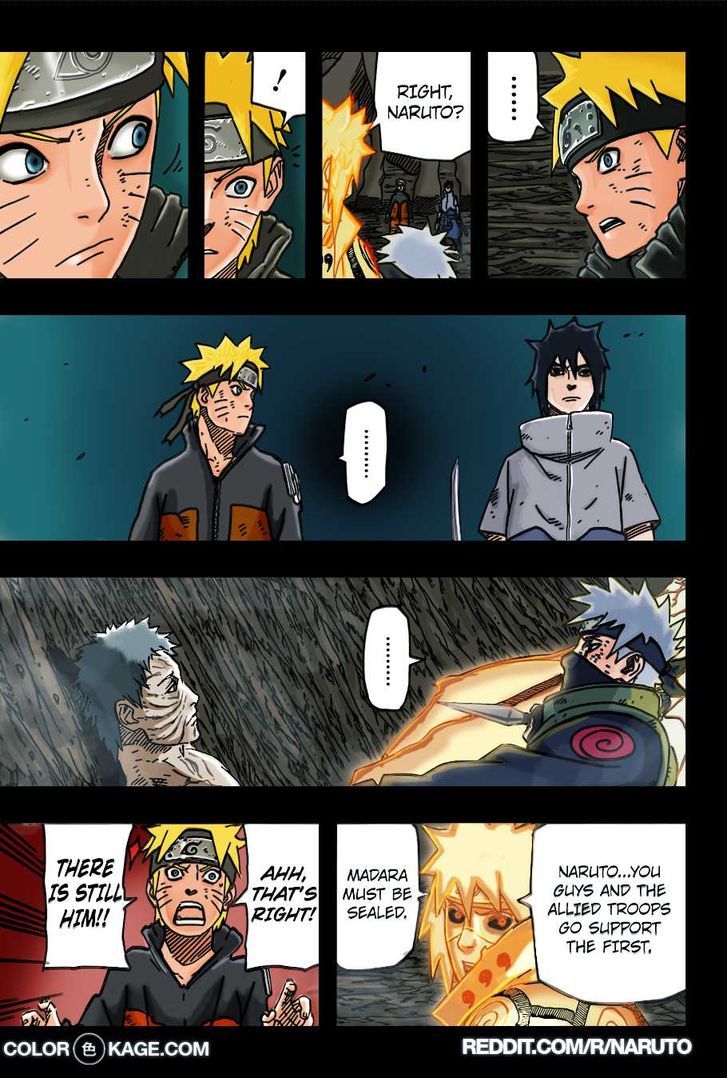 .......
RIGHT,
NARUTO?
!
.........
........
NARUTO...YOU
GUYS AND THE
ALLIED TROOPS
GO SUPPORT
THE FIRST.
MADARA
MUST BE
SEALED.
AHH,
THAT'S
RIGHT!
THERE
IS STILL
HIM!!
COLOR 色 KAGE.COM
REDDIT.COM/R/NARUTO